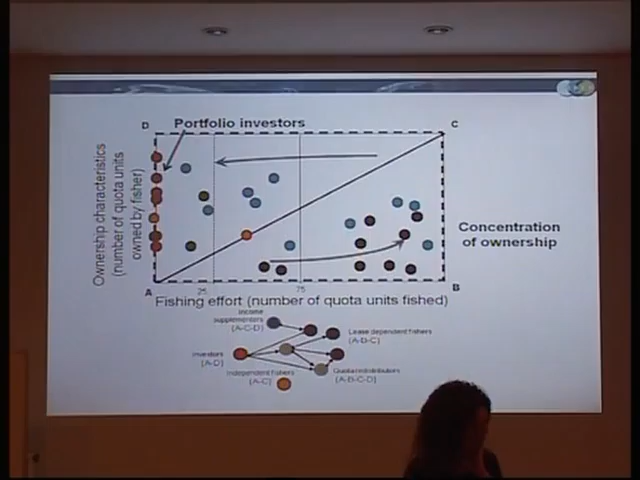 D
Portfolio investors
C
Ownership characteristics
(number of quota units
owned by fisher)
Concentration
of ownership
A
25
75
B
Fishing effort (number of quota units fished)
Income
supplementers
(A-C-D)
Lease dependent fishers
(A-B-C)
Investors
(A-D)
Independent fishers
(A-C)
Quota redistributors
(A-B-C-D)